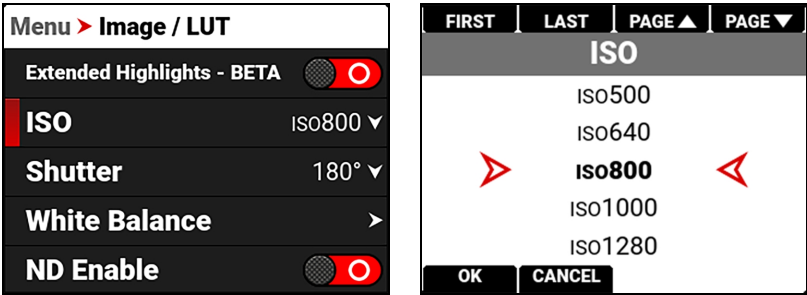 Menu > Image / LUT
Extended Highlights - BETA
ISO ISO800
Shutter 180°
White Balance
ND Enable
FIRST LAST PAGE▲ PAGE▼
ISO
ISO500
ISO640
ISO800
ISO1000
ISO1280
OK CANCEL